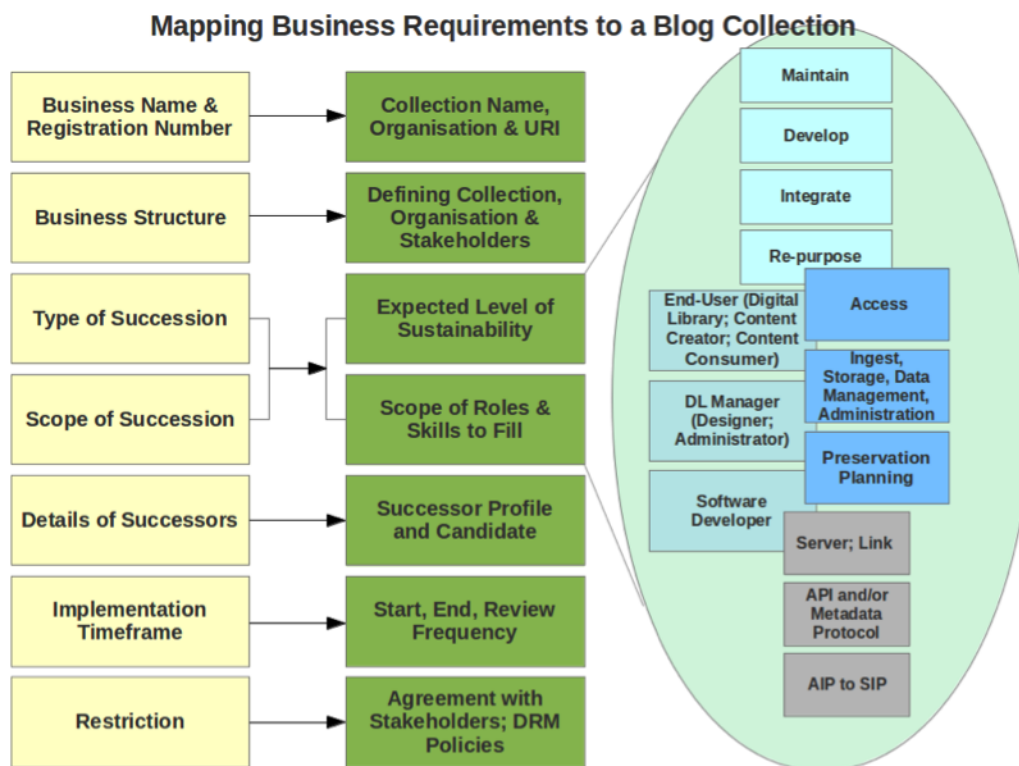 Mapping Business Requirements to a Blog Collection
Business Name &
Registration Number
Collection Name,
Organisation & URI
Business Structure
Defining Collection,
Organisation &
Stakeholders
Type of Succession
Expected Level of
Sustainability
Scope of Succession
Scope of Roles &
Skills to Fill
Details of Successors
Successor Profile
and Candidate
Implementation
Timeframe
Start, End, Review
Frequency
Restriction
Agreement with
Stakeholders; DRM
Policies
Maintain
Develop
Integrate
Re-purpose
End-User (Digital
Library; Content
Creator; Content
Consumer)
DL Manager
(Designer;
Administrator)
Software
Developer
Access
Ingest,
Storage, Data
Management,
Administration
Preservation
Planning
Server; Link
API and/or
Metadata
Protocol
AIP to SIP